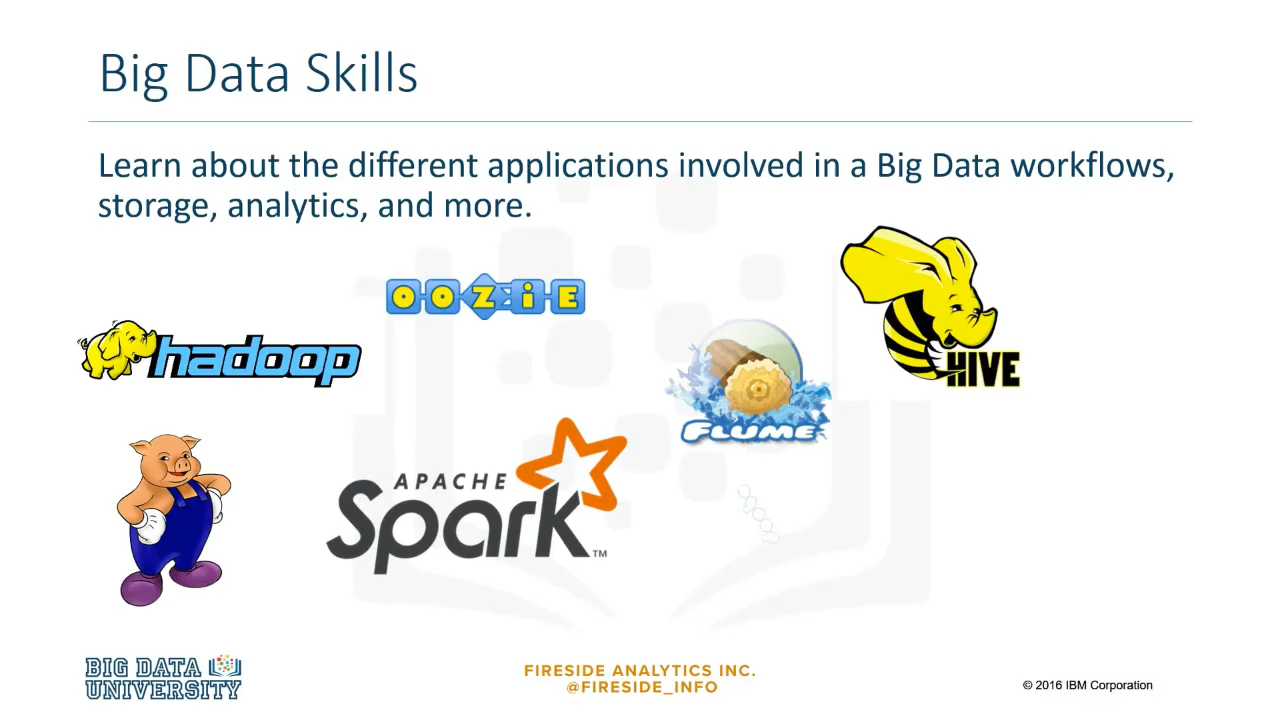 Big Data Skills
Learn about the different applications involved in a Big Data workflows,
storage, analytics, and more.
OOZiE
hadoop
HIVE
FLUME
APACHE
Spark™
BIG DATA
UNIVERSITY
FIRESIDE ANALYTICS INC.
@FIRESIDE_INFO
© 2016 IBM Corporation